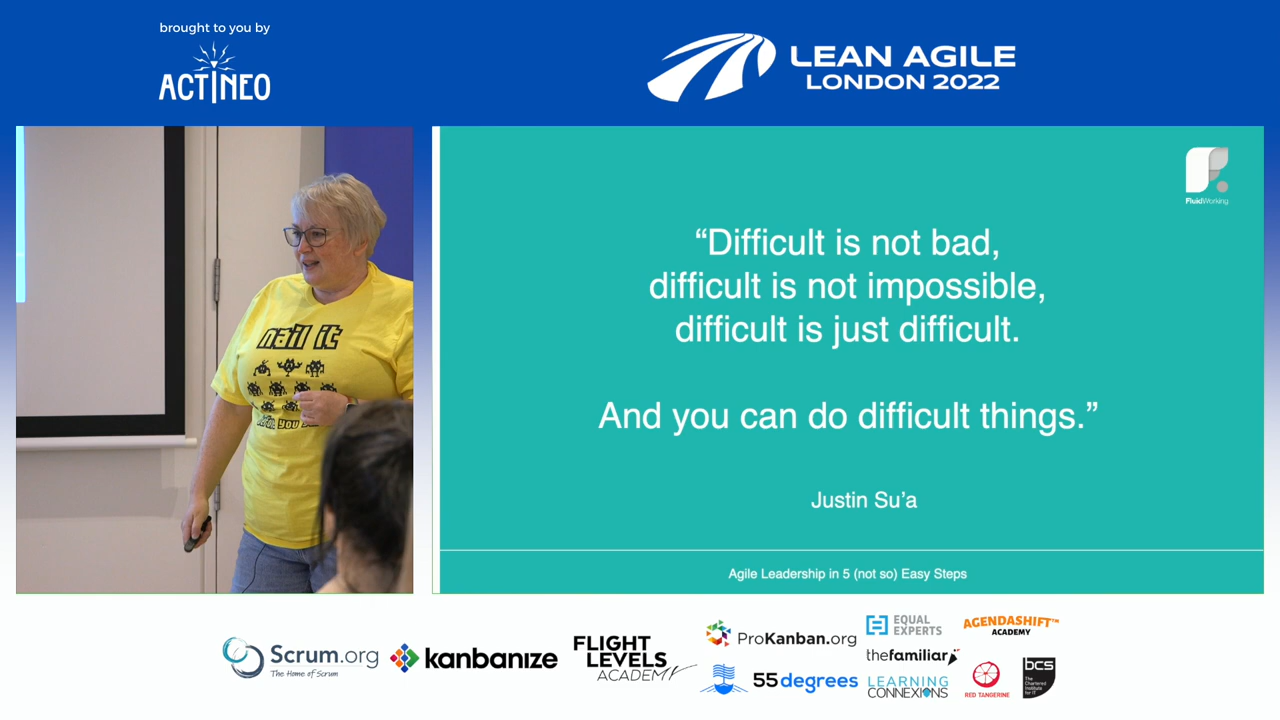 brought to you by
ACTINEO
LEAN AGILE
LONDON 2022
nail it
FluidWorking
“Difficult is not bad,
difficult is not impossible,
difficult is just difficult.
And you can do difficult things.”
Justin Su’a
Agile Leadership in 5 (not so) Easy Steps
Scrum.org
The Home of Scrum
kanbanize
FLIGHT
LEVELS
ACADEMY
ProKanban.org
55degrees
EQUAL
EXPERTS
thefamiliar
LEARNING
CONNEXIONS
AGENDASHIFT™
ACADEMY
RED TANGERINE
bcs
The
Chartered
Institute
for IT